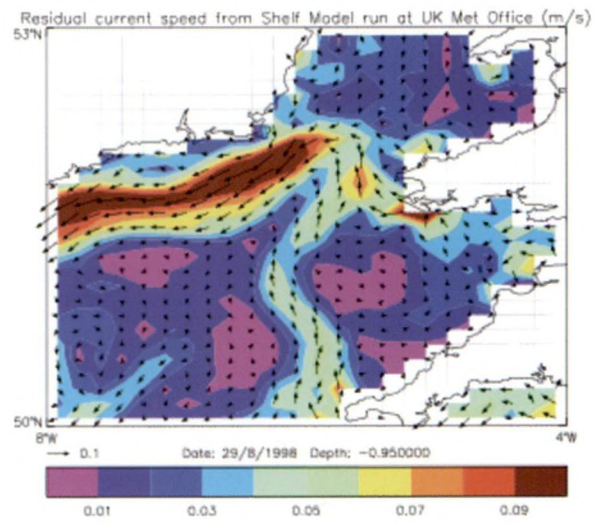 Residual current speed from Shelf Model run at UK Met Office (m/s)
53°N
50°N
8°W
4°W
0.1 Date: 29/8/1998 Depth: -0.950000
0.01 0.03 0.05 0.07 0.09